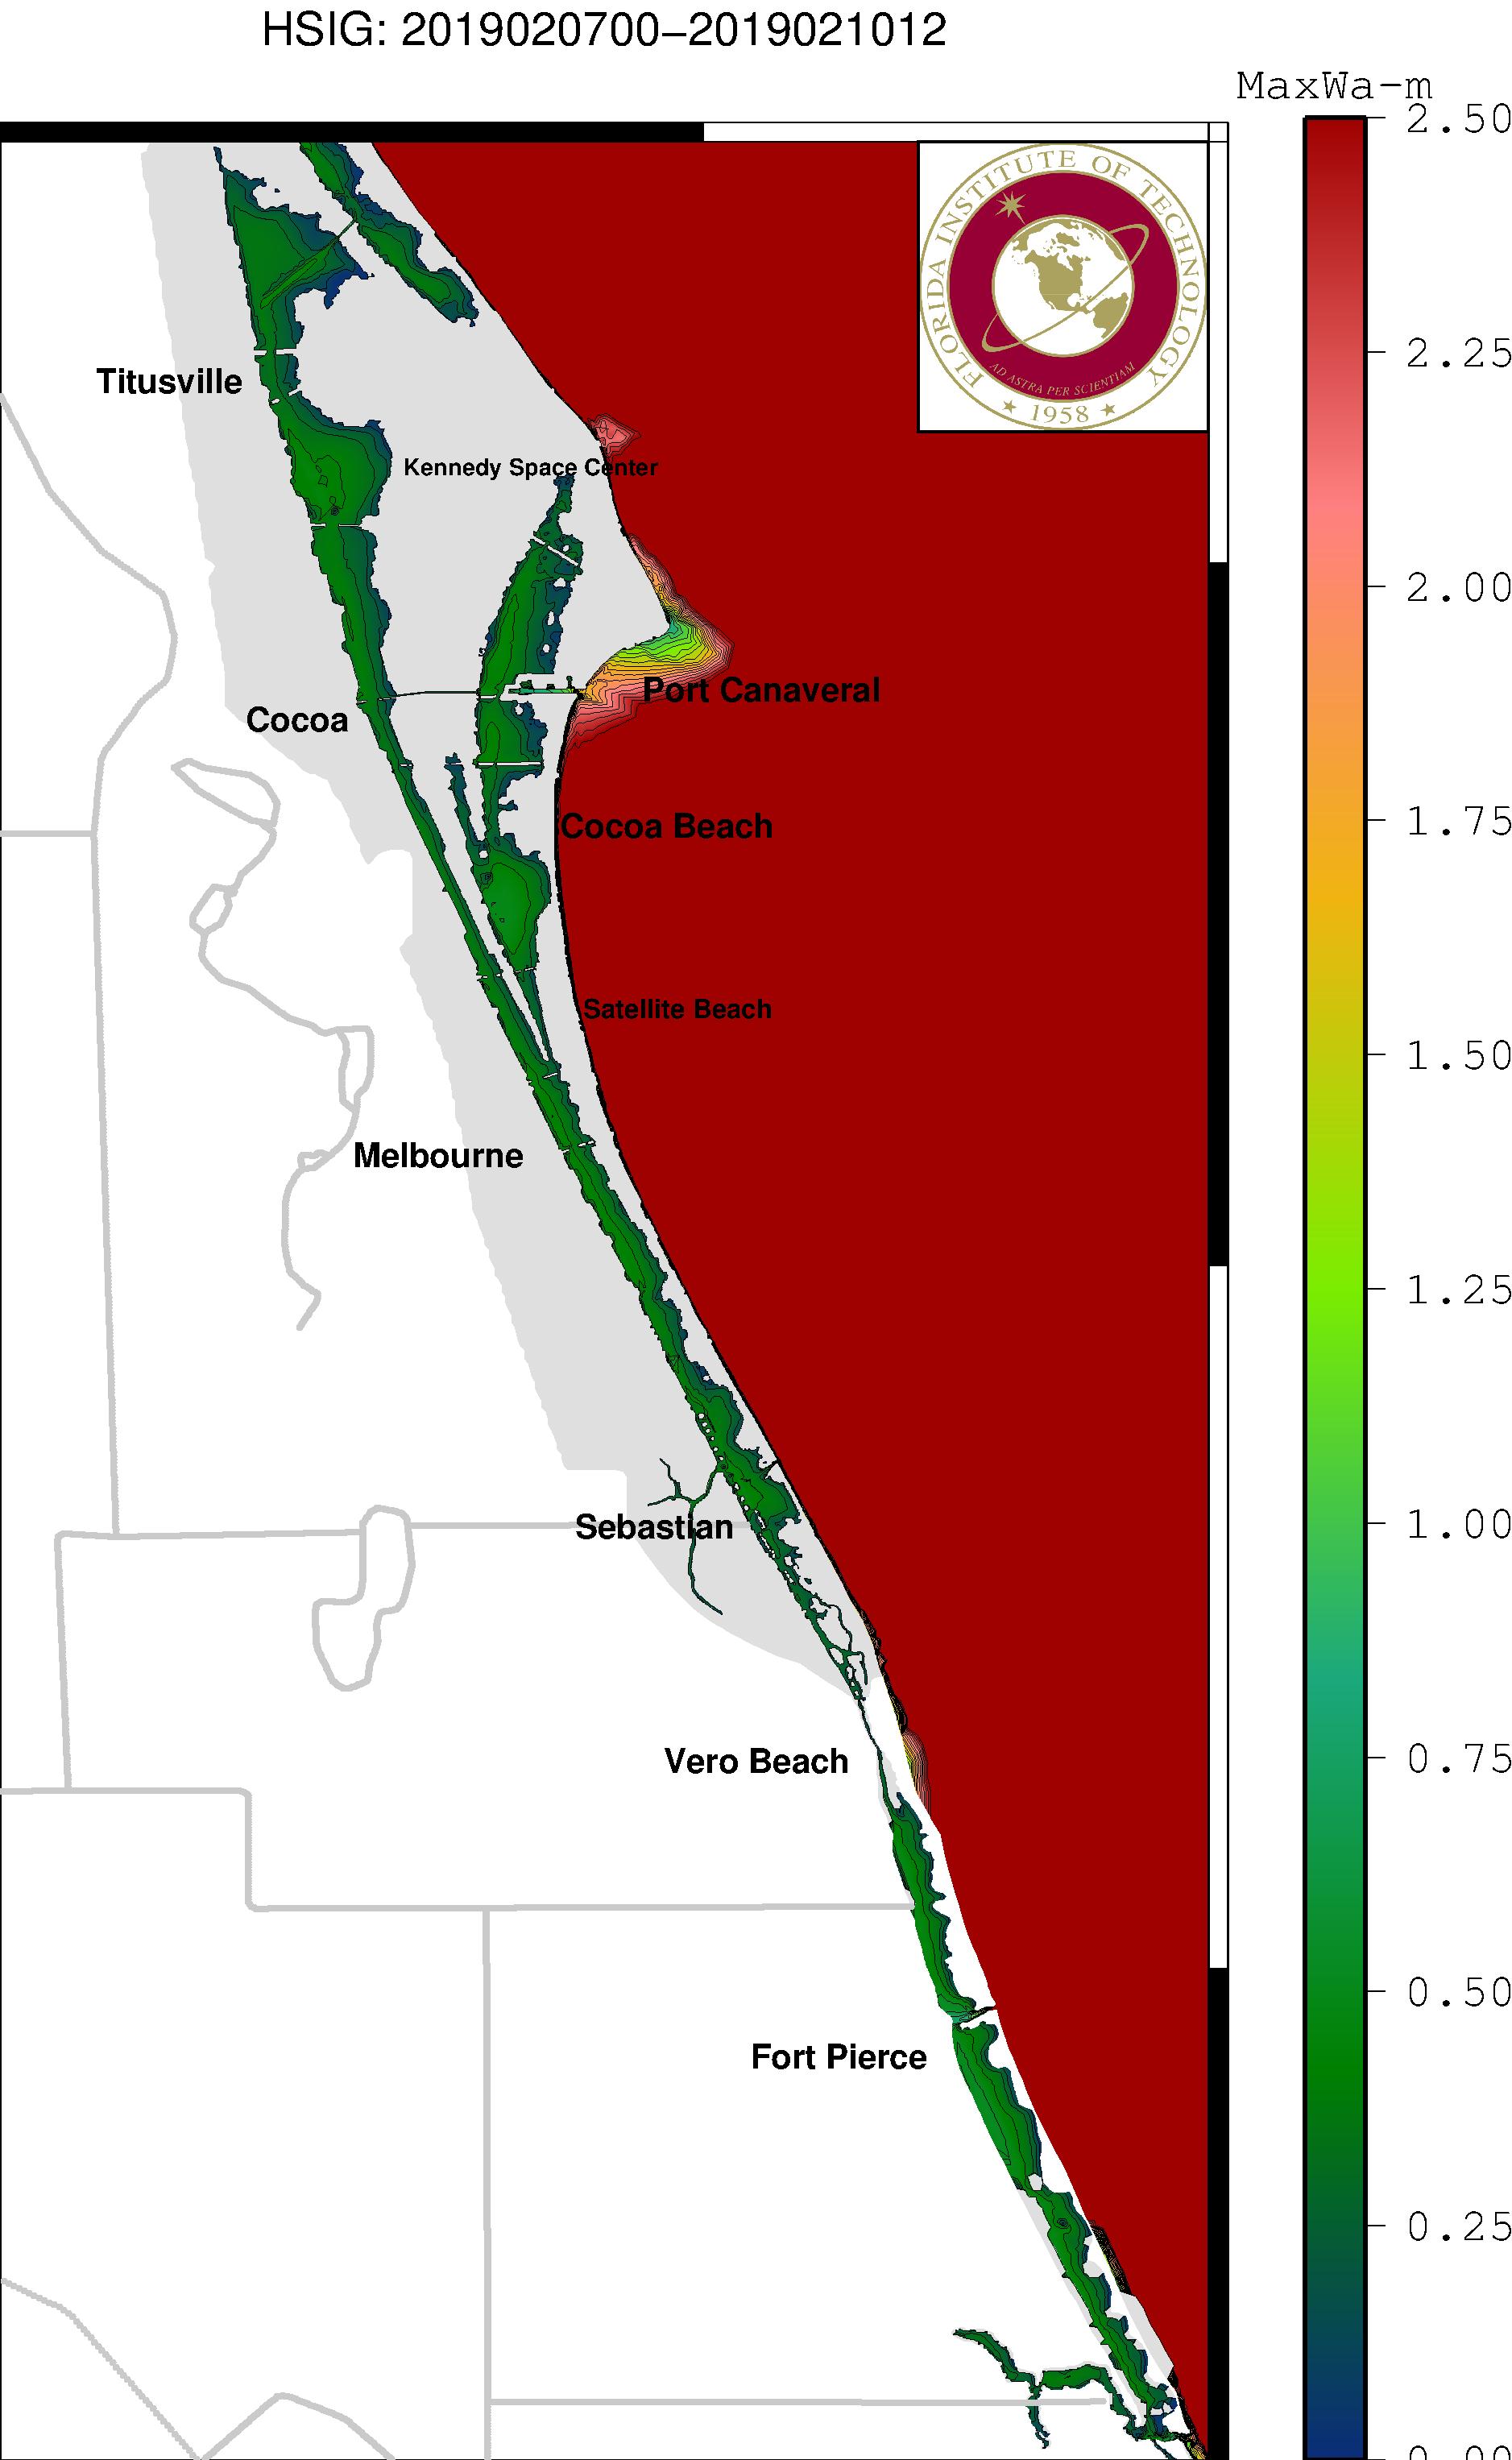 HSIG: 2019020700−2019021012
MaxWa−m
2.50
FLORIDA INSTITUTE OF TECHNOLOGY
AD ASTRA PER SCIENTIAM
★ 1958 ★
2.25
Titusville
Kennedy Space Center
2.00
Port Canaveral
Cocoa
1.75
Cocoa Beach
Satellite Beach
1.50
Melbourne
1.25
Sebastian
1.00
Vero Beach
0.75
0.50
Fort Pierce
0.25
0.00